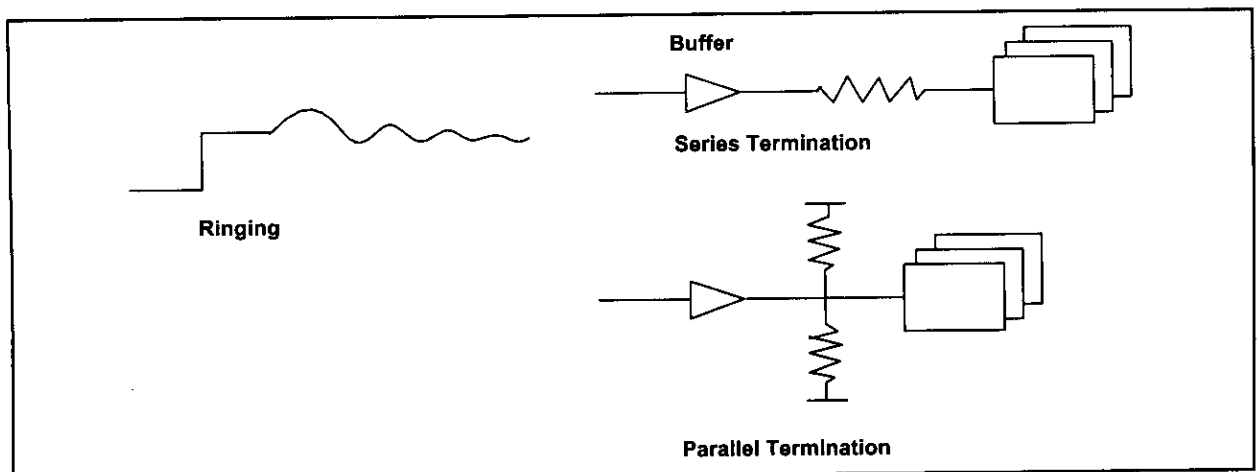 Buffer
Series Termination
Ringing
Parallel Termination